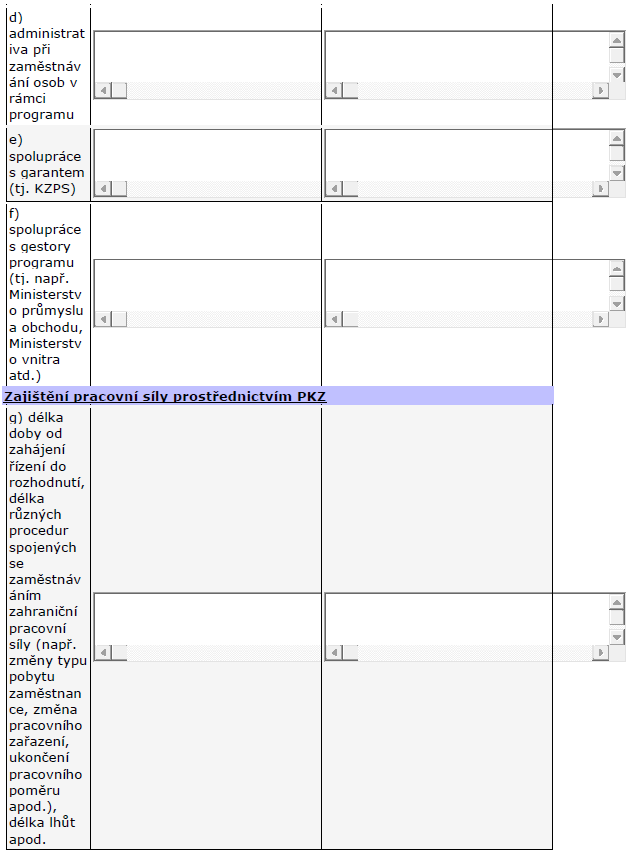 d)
administrat
iva při
zaměstnáv
ání osob v
rámci
programu
e)
spolupráce
s garantem
(tj. KZPS)
f)
spolupráce
s gestory
programu
(tj. např.
Ministerstv
o průmyslu
a obchodu,
Ministerstv
o vnitra
atd.)
Zajištění pracovní síly prostřednictvím PKZ
g) délka
doby od
zahájení
řízení do
rozhodnutí,
délka
různých
procedur
spojených
se
zaměstnáv
áním
zahraniční
pracovní
síly (např.
změny typu
pobytu
zaměstnan
ce, změna
pracovního
zařazení,
ukončení
pracovního
poměru
apod.),
délka lhůt
apod.